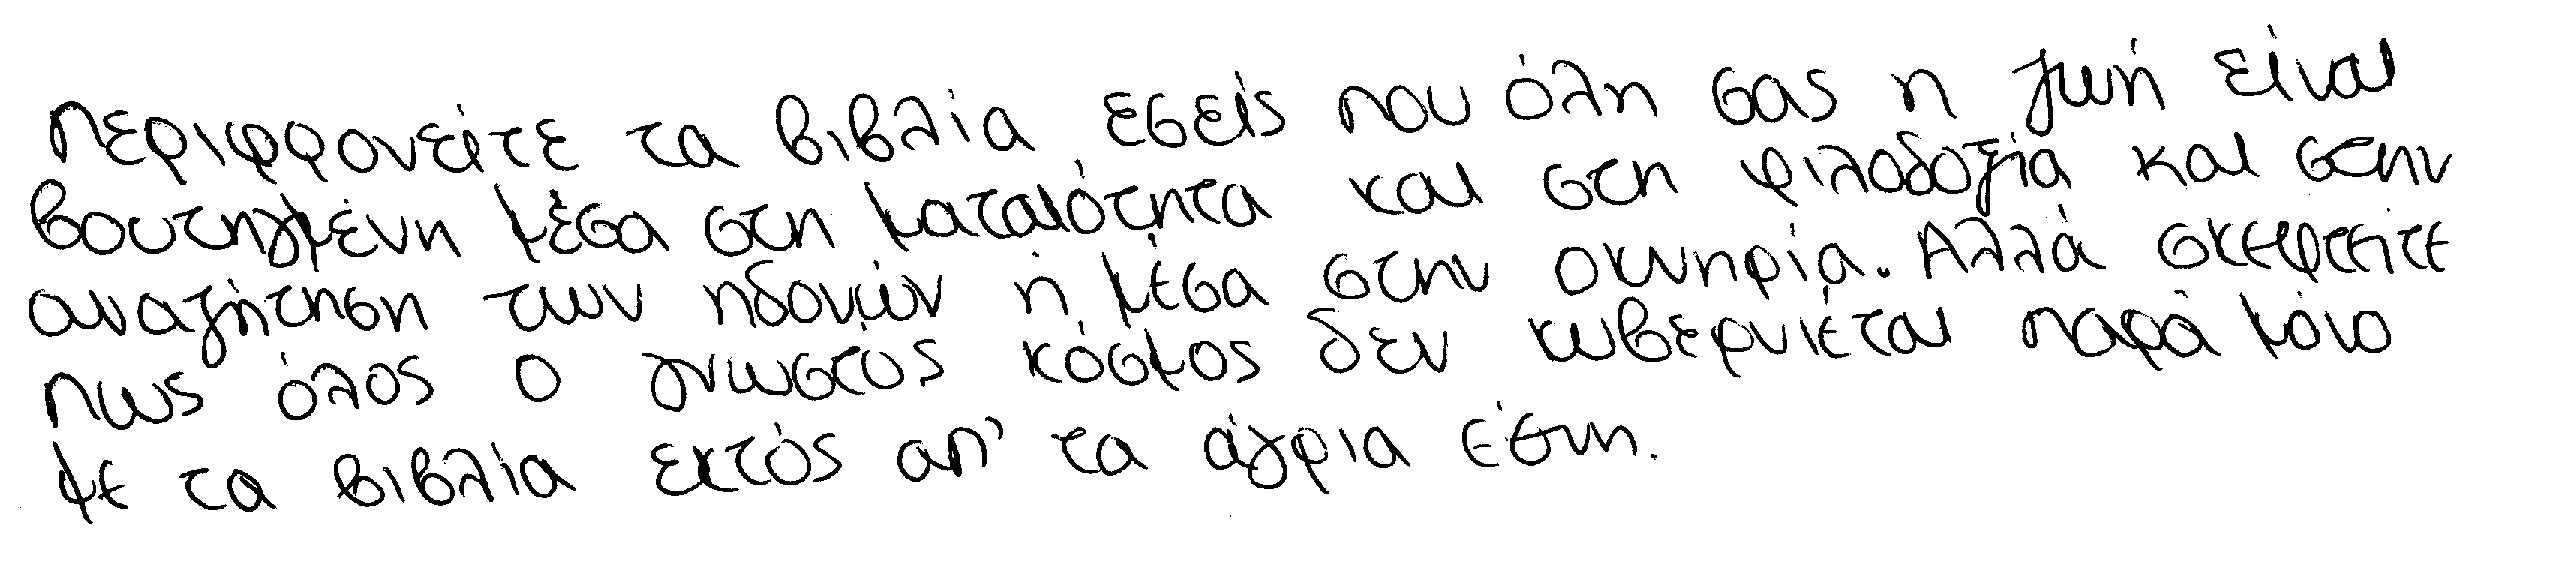 περιφρονείτε τα βιβλία, εσείς που όλη σας η ζωή είναι
βουτηγμένη μέσα στη ματαιότητα και στη φιλοδοξία και στην
αναζήτηση των ηδονών ή μέσα στην οκνηρία. Αλλά σκεφτείτε
πως όλος ο γνωστός κόσμος δεν κυβερνιέται παρά μόνο
με τα βιβλία εκτός απ' τα άγρια έθνη.